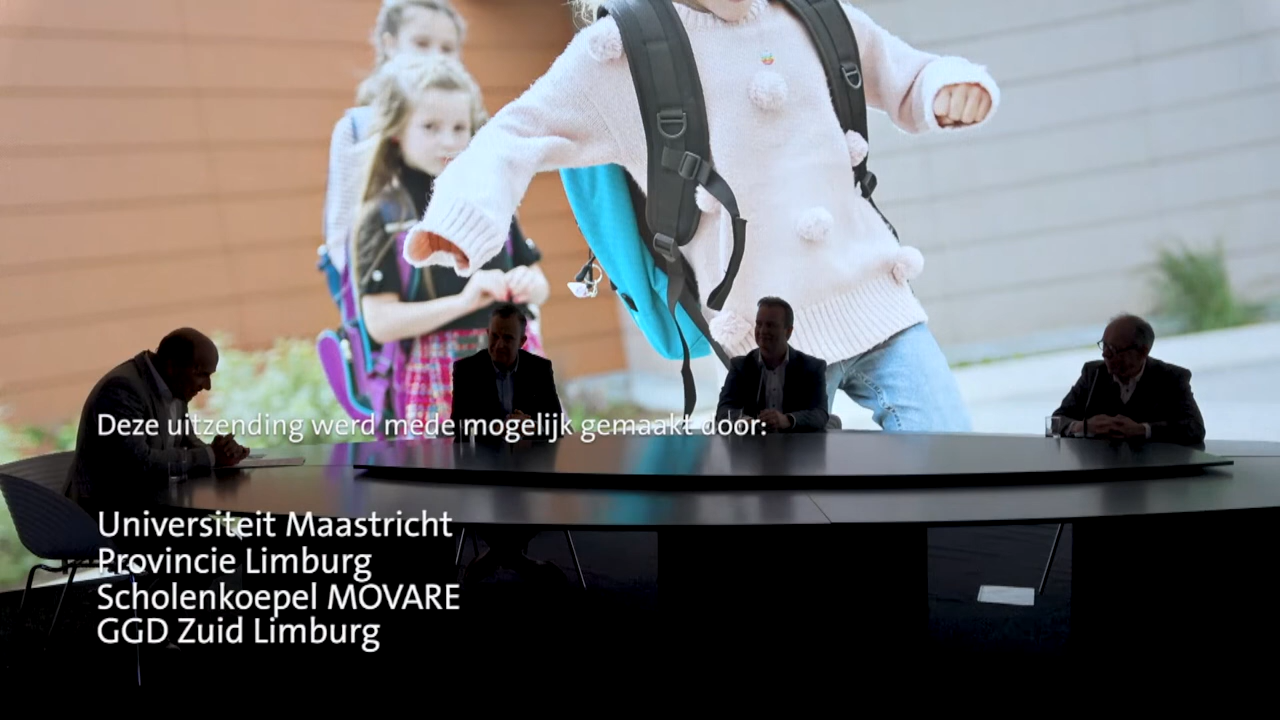 Deze uitzending werd mede mogelijk gemaakt door:
Universiteit Maastricht
Provincie Limburg
Scholenkoepel MOVARE
GGD Zuid Limburg